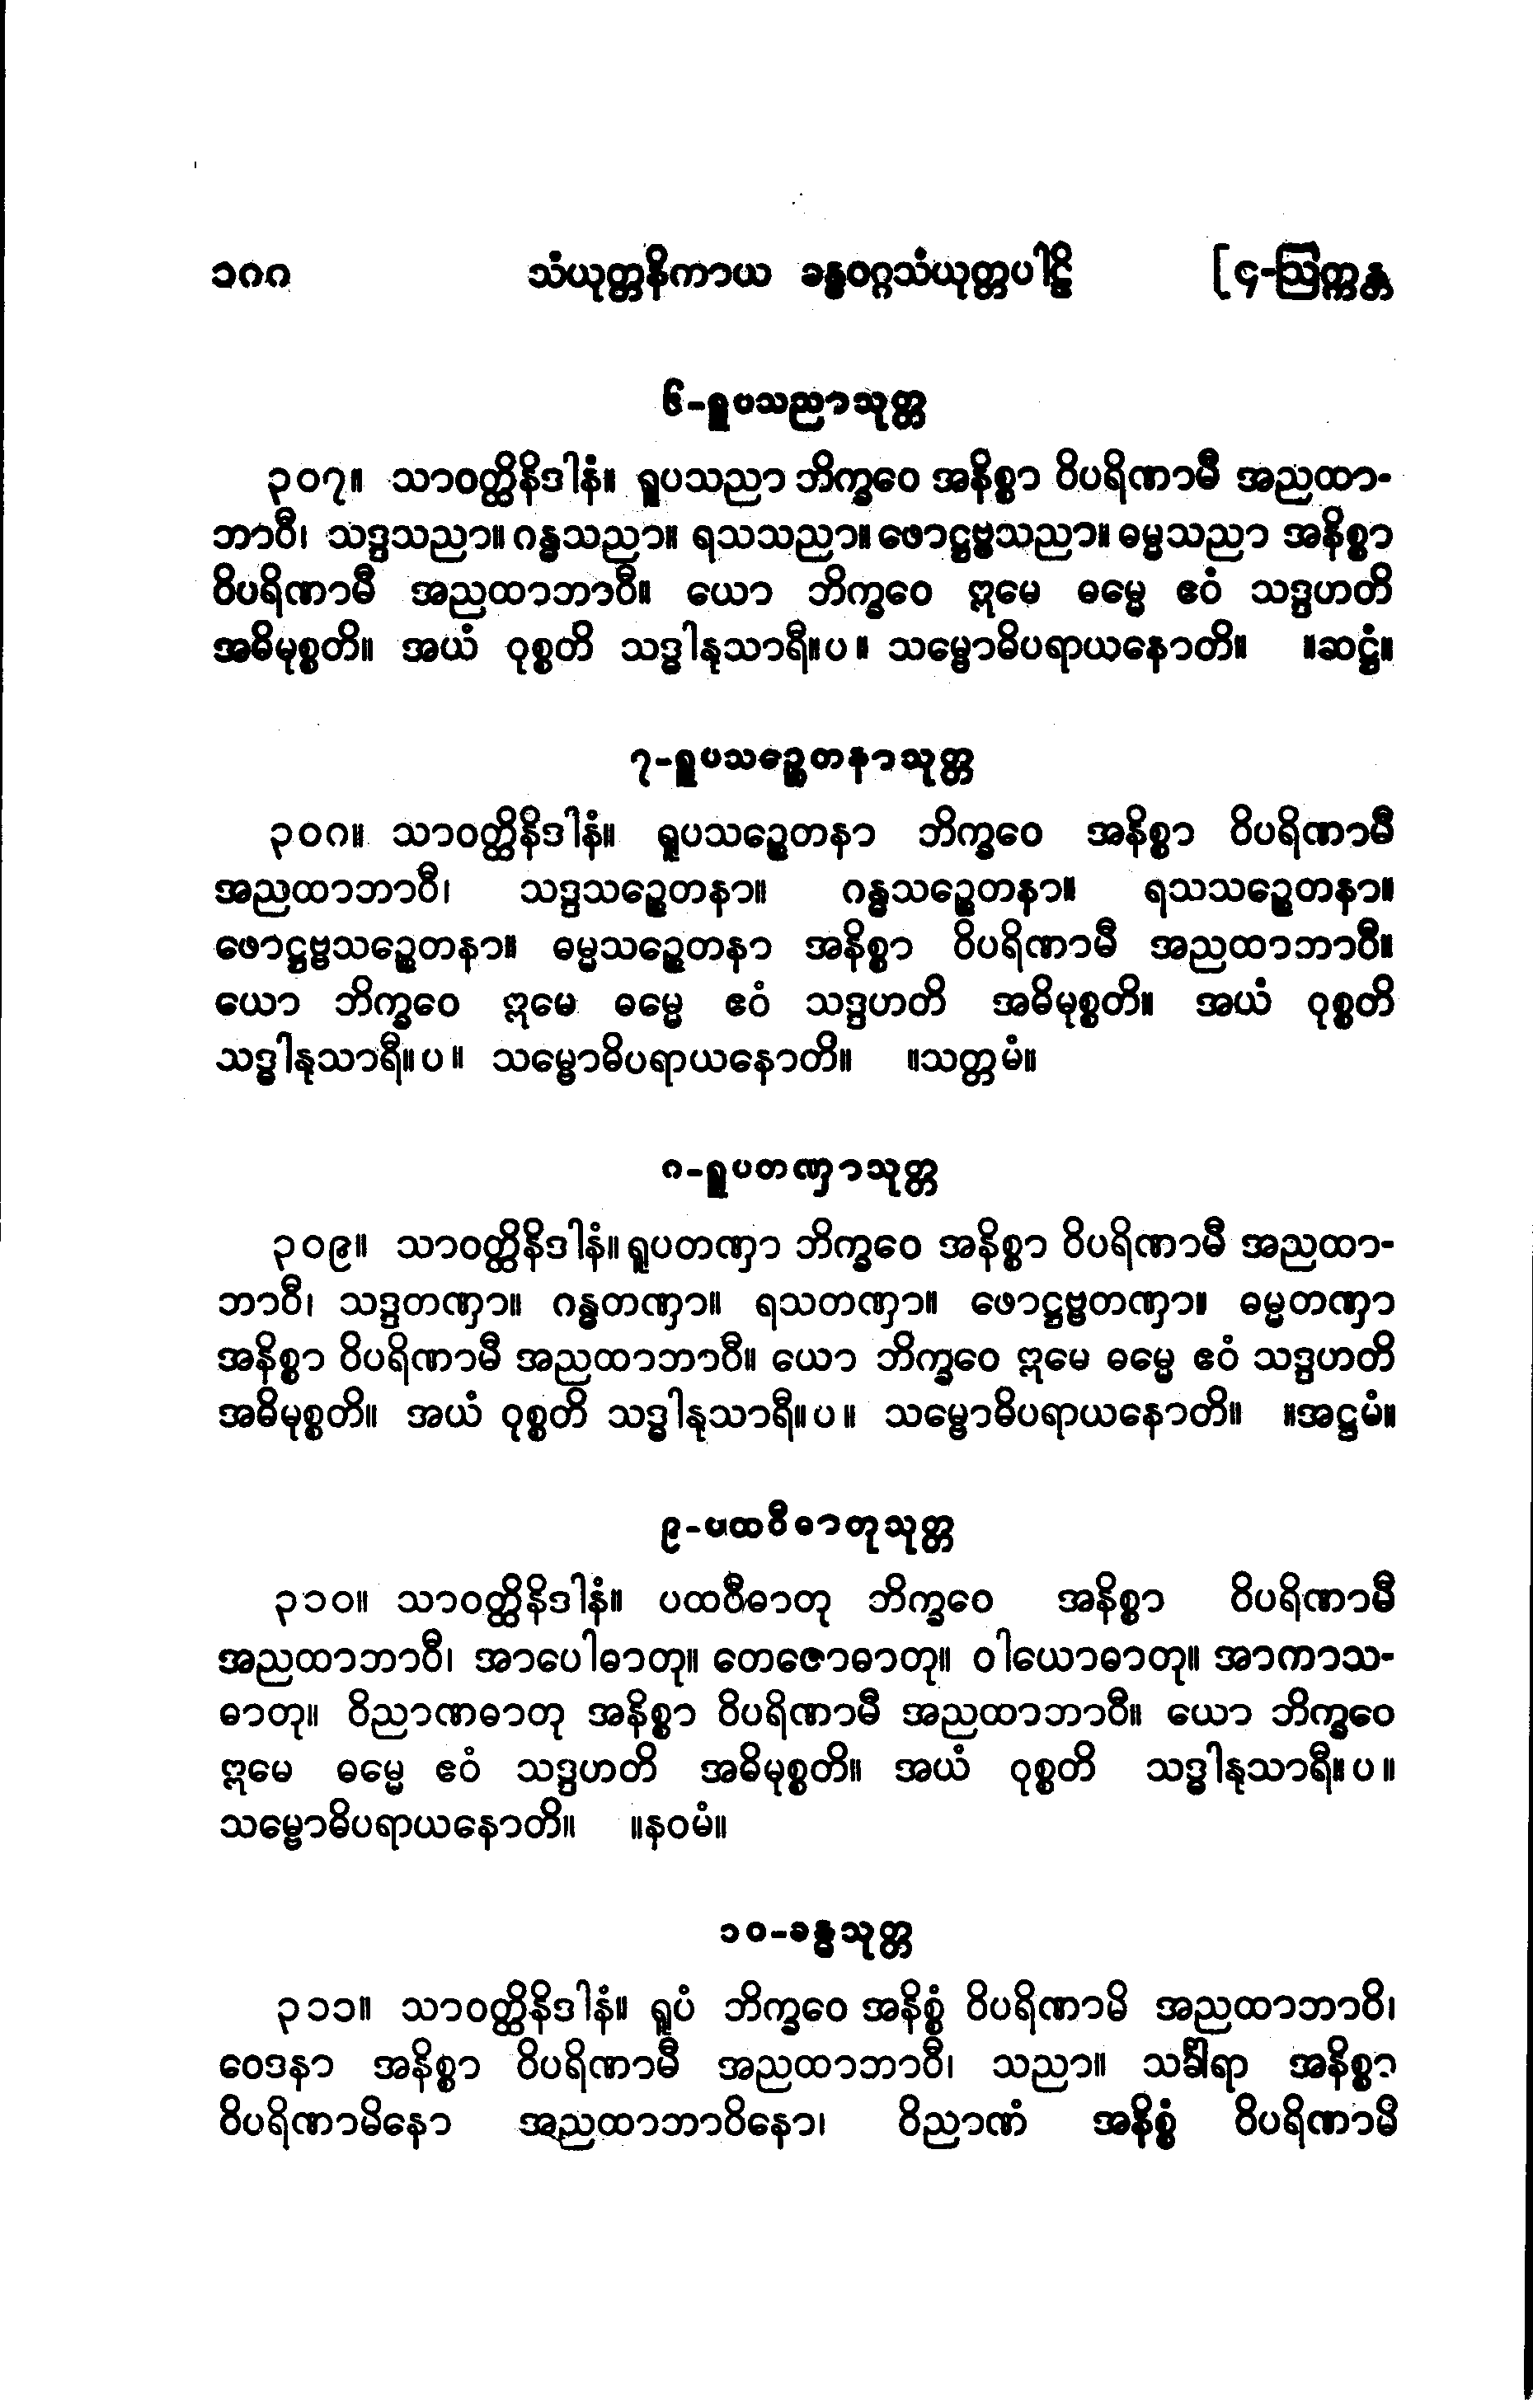 ၁၈၈ သံယုတ္တနိကာယ ခန္ဓဝဂ္ဂသံယုတ္တပါဠိ [၄-ဩက္ကန္တ
၆-ရူပသညာသုတ္တ
၃၀၇။ သာဝတ္ထိနိဒါနံ။ ရူပသညာ ဘိက္ခဝေ အနိစ္စာ ဝိပရိဏာမီ အညထာ-
ဘာဝီ၊ သဒ္ဒသညာ။ ဂန္ဓသညာ။ ရသသညာ။ ဖောဋ္ဌဗ္ဗသညာ။ ဓမ္မသညာ အနိစ္စာ
ဝိပရိဏာမီ အညထာဘာဝီ။ ယော ဘိက္ခဝေ ဣမေ ဓမ္မေ ဧဝံ သဒ္ဒဟတိ
အဓိမုစ္စတိ။ အယံ ဝုစ္စတိ သဒ္ဓါနုသာရီ။ပ။ သမ္ဗောဓိပရာယနောတိ။ ။ဆဋ္ဌံ။
၇-ရူပသဉ္စေတနာသုတ္တ
၃၀၈။ သာဝတ္ထိနိဒါနံ။ ရူပသဉ္စေတနာ ဘိက္ခဝေ အနိစ္စာ ဝိပရိဏာမီ
အညထာဘာဝီ၊ သဒ္ဒသဉ္စေတနာ။ ဂန္ဓသဉ္စေတနာ။ ရသသဉ္စေတနာ။
ဖောဋ္ဌဗ္ဗသဉ္စေတနာ။ ဓမ္မသဉ္စေတနာ အနိစ္စာ ဝိပရိဏာမီ အညထာဘာဝီ။
ယော ဘိက္ခဝေ ဣမေ ဓမ္မေ ဧဝံ သဒ္ဒဟတိ အဓိမုစ္စတိ။ အယံ ဝုစ္စတိ
သဒ္ဓါနုသာရီ။ပ။ သမ္ဗောဓိပရာယနောတိ။ ။သတ္တမံ။
၈-ရူပတဏှာသုတ္တ
၃၀၉။ သာဝတ္ထိနိဒါနံ။ ရူပတဏှာ ဘိက္ခဝေ အနိစ္စာ ဝိပရိဏာမီ အညထာ-
ဘာဝီ၊ သဒ္ဒတဏှာ။ ဂန္ဓတဏှာ။ ရသတဏှာ။ ဖောဋ္ဌဗ္ဗတဏှာ။ ဓမ္မတဏှာ
အနိစ္စာ ဝိပရိဏာမီ အညထာဘာဝီ။ ယော ဘိက္ခဝေ ဣမေ ဓမ္မေ ဧဝံ သဒ္ဒဟတိ
အဓိမုစ္စတိ။ အယံ ဝုစ္စတိ သဒ္ဓါနုသာရီ။ပ။ သမ္ဗောဓိပရာယနောတိ။ ။အဋ္ဌမံ။
၉-ပထဝီဓာတုသုတ္တ
၃၁၀။ သာဝတ္ထိနိဒါနံ။ ပထဝီဓာတု ဘိက္ခဝေ အနိစ္စာ ဝိပရိဏာမီ
အညထာဘာဝီ၊ အာပေါဓာတု။ တေဇောဓာတု။ ဝါယောဓာတု။ အာကာသ-
ဓာတု။ ဝိညာဏဓာတု အနိစ္စာ ဝိပရိဏာမီ အညထာဘာဝီ။ ယော ဘိက္ခဝေ
ဣမေ ဓမ္မေ ဧဝံ သဒ္ဒဟတိ အဓိမုစ္စတိ။ အယံ ဝုစ္စတိ သဒ္ဓါနုသာရီ။ပ။
သမ္ဗောဓိပရာယနောတိ။ ။နဝမံ။
၁၀-ခန္ဓသုတ္တ
၃၁၁။ သာဝတ္ထိနိဒါနံ။ ရူပံ ဘိက္ခဝေ အနိစ္စံ ဝိပရိဏာမိ အညထာဘာဝိ၊
ဝေဒနာ အနိစ္စာ ဝိပရိဏာမီ အညထာဘာဝီ၊ သညာ။ သင်္ခါရာ အနိစ္စာ
ဝိပရိဏာမိနော အညထာဘာဝိနော၊ ဝိညာဏံ အနိစ္စံ ဝိပရိဏာမိ